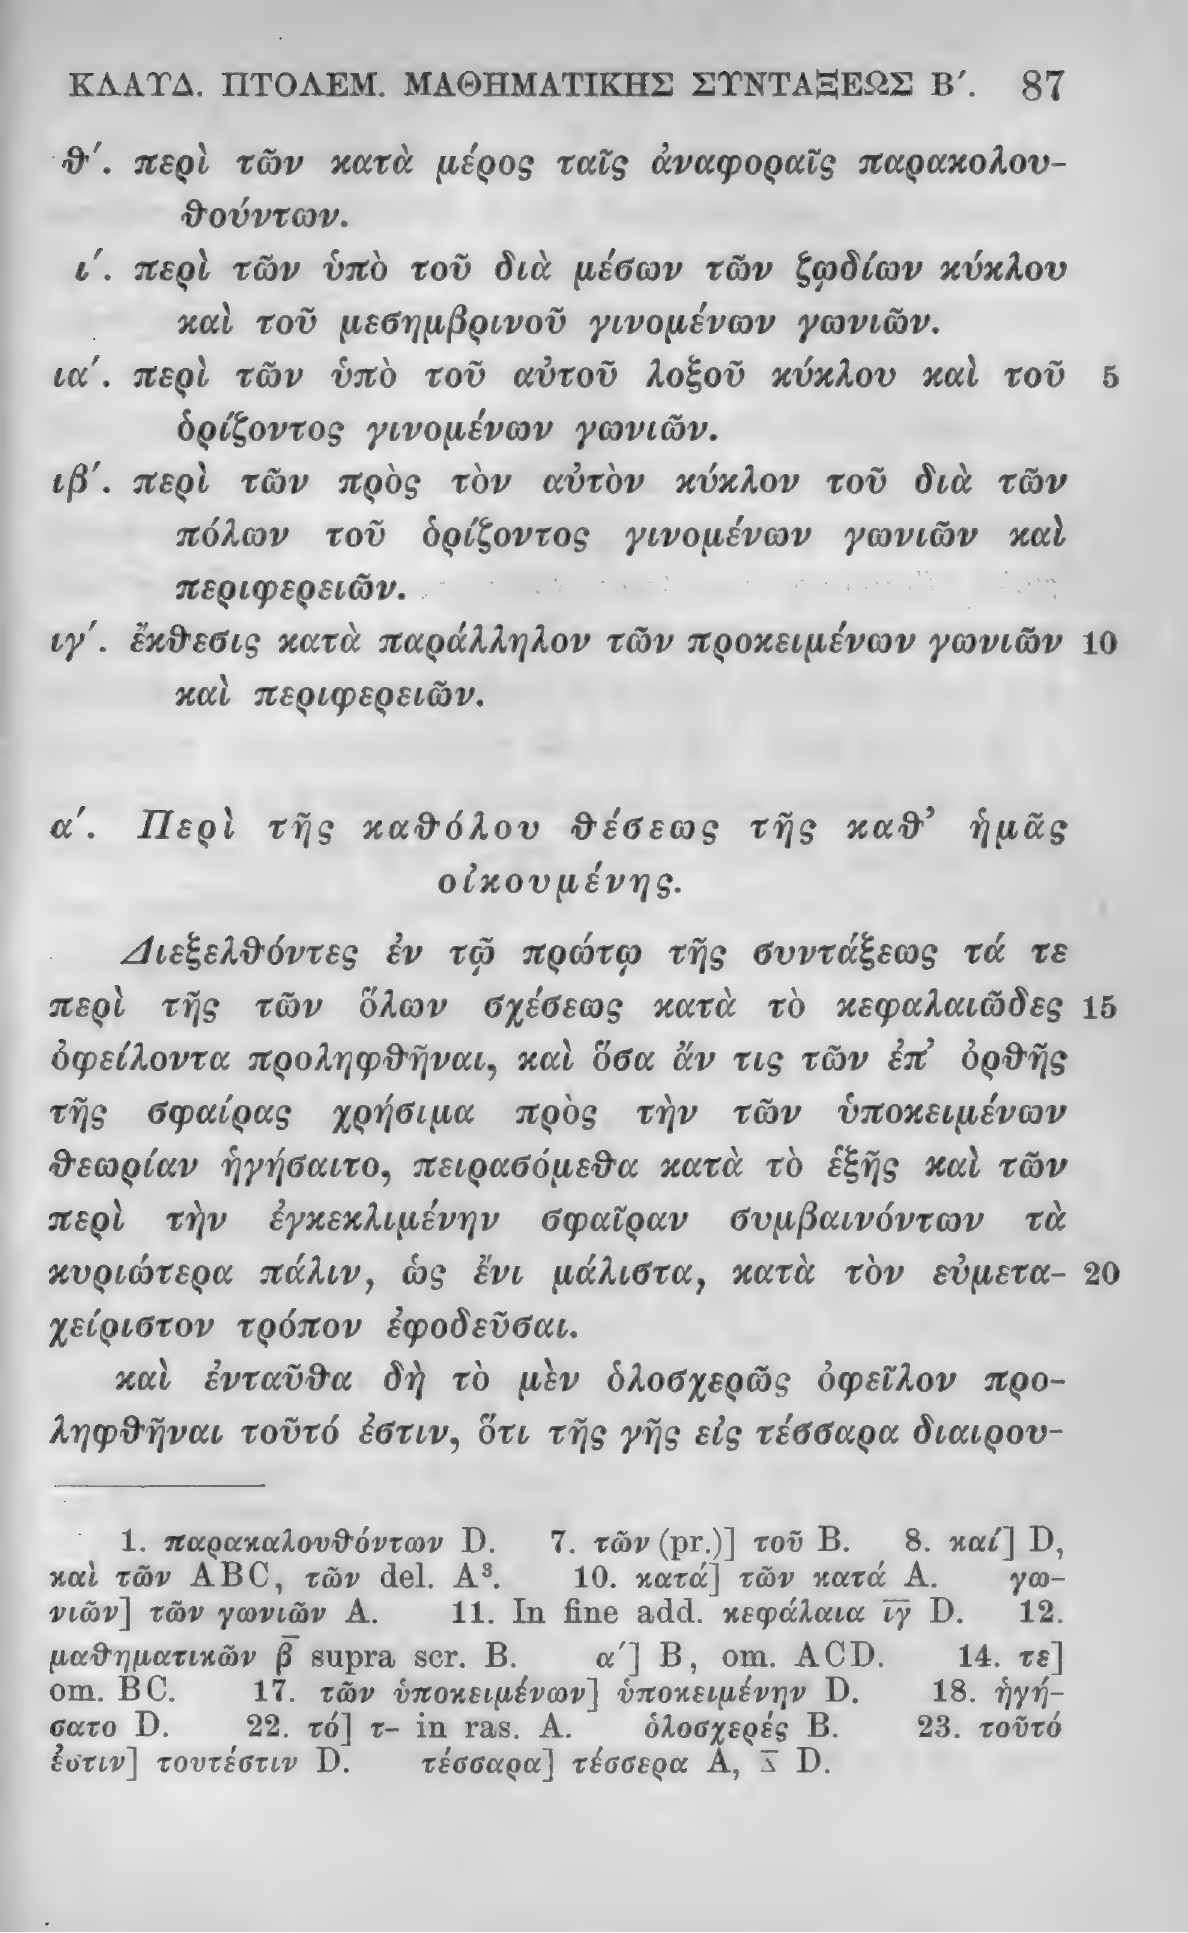 ΚΛΑΥΔ. ΠΤΟΛΕΜ. ΜΑΘΗΜΑΤΙΚΗΣ ΣΥΝΤΑΞΕΩΣ Β΄. 87
θ΄. περὶ τῶν κατὰ μέρος ταῖς ἀναφοραῖς παρακολου-
θούντων.
ι΄. περὶ τῶν ὑπὸ τοῦ διὰ μέσων τῶν ζῳδίων κύκλου
καὶ τοῦ μεσημβρινοῦ γινομένων γωνιῶν.
ια΄. περὶ τῶν ὑπὸ τοῦ αὐτοῦ λοξοῦ κύκλου καὶ τοῦ 5
ὁρίζοντος γινομένων γωνιῶν.
ιβ΄. περὶ τῶν πρὸς τὸν αὐτὸν κύκλον τοῦ διὰ τῶν
πόλων τοῦ ὁρίζοντος γινομένων γωνιῶν καὶ
περιφερειῶν.
ιγ΄. ἔκθεσις κατὰ παράλληλον τῶν προκειμένων γωνιῶν 10
καὶ περιφερειῶν.
α΄. Περὶ τῆς καθόλου θέσεως τῆς καθ’ ἡμᾶς
οἰκουμένης.
Διεξελθόντες ἐν τῷ πρώτῳ τῆς συντάξεως τά τε
περὶ τῆς τῶν ὅλων σχέσεως κατὰ τὸ κεφαλαιῶδες 15
ὀφείλοντα προληφθῆναι, καὶ ὅσα ἄν τις τῶν ἐπ’ ὀρθῆς
τῆς σφαίρας χρήσιμα πρὸς τὴν τῶν ὑποκειμένων
θεωρίαν ἡγήσαιτο, πειρασόμεθα κατὰ τὸ ἑξῆς καὶ τῶν
περὶ τὴν ἐγκεκλιμένην σφαῖραν συμβαινόντων τὰ
κυριώτερα πάλιν, ὡς ἔνι μάλιστα, κατὰ τὸν εὐμετα- 20
χείριστον τρόπον ἐφοδεῦσαι.
καὶ ἐνταῦθα δὴ τὸ μὲν ὁλοσχερῶς ὀφεῖλον προ-
ληφθῆναι τοῦτό ἐστιν, ὅτι τῆς γῆς εἰς τέσσαρα διαιρου-
1. παρακαλουθόντων D. 7. τῶν (pr.)] τοῦ B. 8. καί] D,
καὶ τῶν ABC, τῶν del. A³. 10. κατά] τῶν κατά A. γω-
νιῶν] τῶν γωνιῶν A. 11. In fine add. κεφάλαια ι̅γ̅ D. 12.
μαθηματικῶν β̅ supra scr. B. α΄] B, om. ACD. 14. τε]
om. BC. 17. τῶν ὑποκειμένων] ὑποκειμένην D. 18. ἡγή-
σατο D. 22. τό] τ- in ras. A. ὁλοσχερές B. 23. τοῦτό
ἐστιν] τουτέστιν D. τέσσαρα] τέσσερα A, δ̅ D.